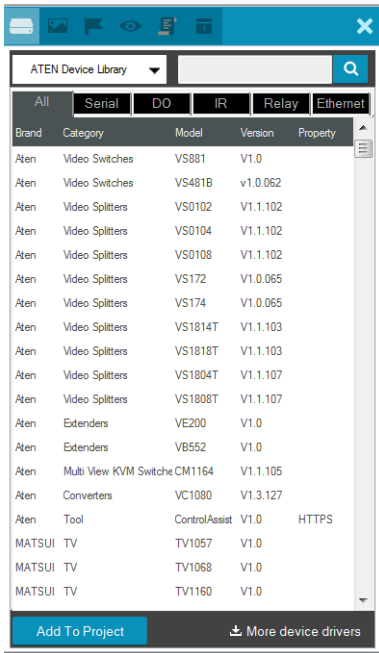 ATEN Device Library
All Serial DO IR Relay Ethernet
Brand Category Model Version Property
Aten Video Switches VS881 V1.0
Aten Video Switches VS481B v1.0.062
Aten Video Splitters VS0102 V1.1.102
Aten Video Splitters VS0104 V1.1.102
Aten Video Splitters VS0108 V1.1.102
Aten Video Splitters VS172 V1.0.065
Aten Video Splitters VS174 V1.0.065
Aten Video Splitters VS1814T V1.1.103
Aten Video Splitters VS1818T V1.1.103
Aten Video Splitters VS1804T V1.1.107
Aten Video Splitters VS1808T V1.1.107
Aten Extenders VE200 V1.0
Aten Extenders VB552 V1.0
Aten Multi View KVM Switche CM1164 V1.1.105
Aten Converters VC1080 V1.3.127
Aten Tool ControlAssist V1.0 HTTPS
MATSUI TV TV1057 V1.0
MATSUI TV TV1068 V1.0
MATSUI TV TV1160 V1.0
Add To Project More device drivers